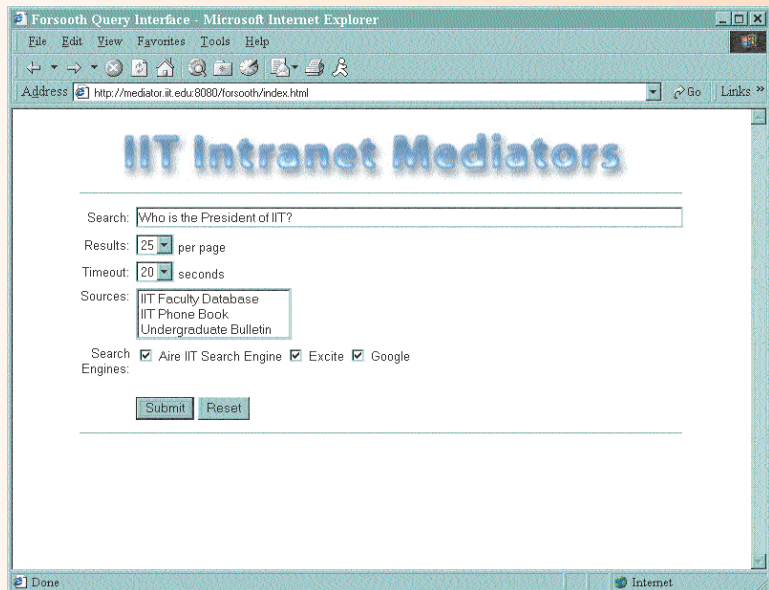 Forsooth Query Interface - Microsoft Internet Explorer
File Edit View Favorites Tools Help
Address http://mediator.iit.edu:8080/forsooth/index.html Go Links »
IIT Intranet Mediators
Search: Who is the President of IIT?
Results: 25 per page
Timeout: 20 seconds
Sources: IIT Faculty Database
IIT Phone Book
Undergraduate Bulletin
Search Aire IIT Search Engine Excite Google
Engines:
Submit Reset
Done Internet